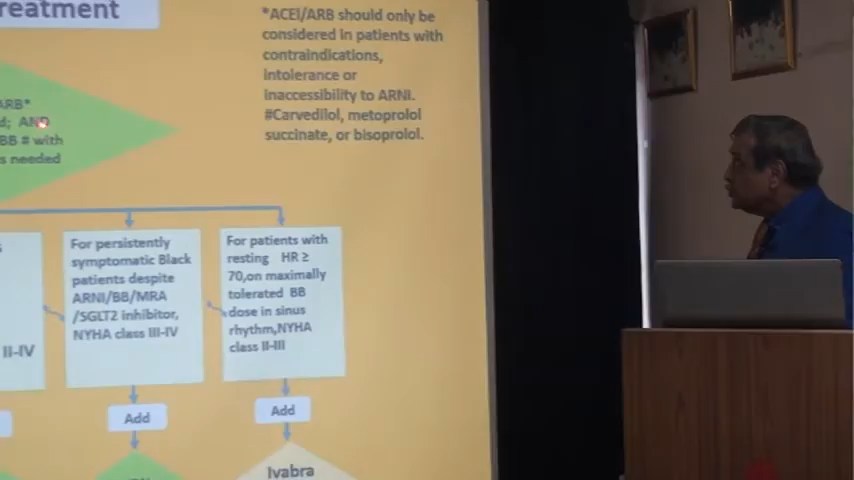 reatment
*ACEI/ARB should only be
considered in patients with
contraindications,
intolerance or
inaccessibility to ARNI.
#Carvedilol, metoprolol
succinate, or bisoprolol.
ARB*
d; AND
BB # with
s needed
s
II-IV
For persistently
symptomatic Black
patients despite
ARNI/BB/MRA
/SGLT2 inhibitor,
NYHA class III-IV
For patients with
resting HR ≥
70,on maximally
tolerated BB
dose in sinus
rhythm,NYHA
class II-III
Add
Add
Ivabra